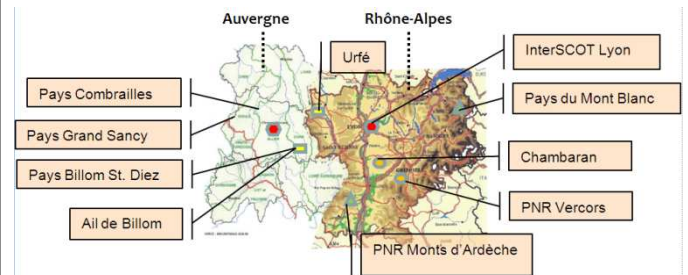 Auvergne
Rhône-Alpes
Urfé
InterSCOT Lyon
Pays Combrailles
Pays du Mont Blanc
Pays Grand Sancy
Chambaran
Pays Billom St. Diez
PNR Vercors
Ail de Billom
PNR Monts d'Ardèche